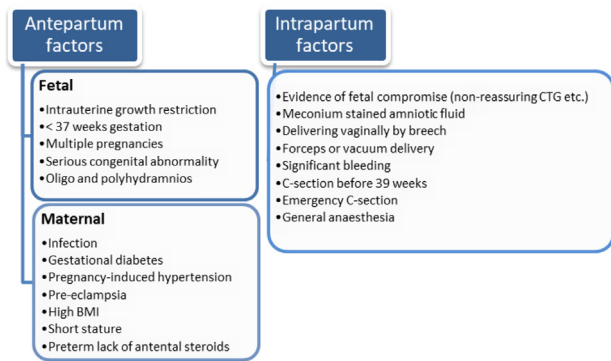 Antepartum
factors
Fetal
•Intrauterine growth restriction
•< 37 weeks gestation
•Multiple pregnancies
•Serious congenital abnormality
•Oligo and polyhydramnios
Maternal
•Infection
•Gestational diabetes
•Pregnancy-induced hypertension
•Pre-eclampsia
•High BMI
•Short stature
•Preterm lack of antental steroids
Intrapartum
factors
•Evidence of fetal compromise (non-reassuring CTG etc.)
•Meconium stained amniotic fluid
•Delivering vaginally by breech
•Forceps or vacuum delivery
•Significant bleeding
•C-section before 39 weeks
•Emergency C-section
•General anaesthesia